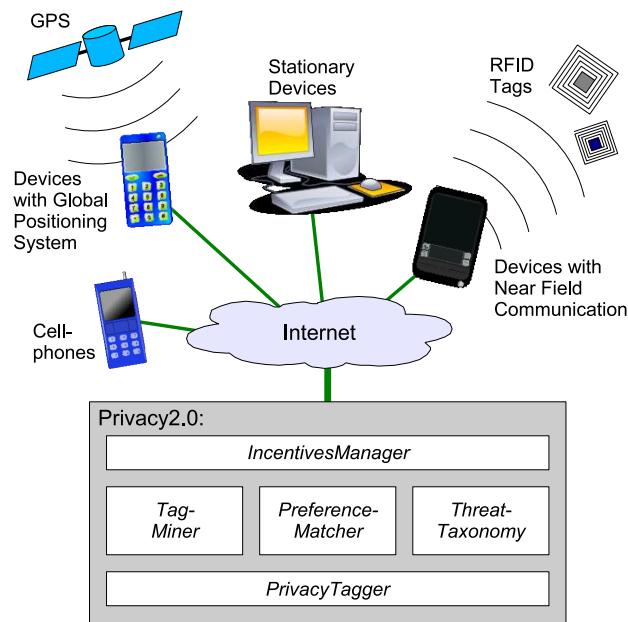 GPS
Stationary
Devices
RFID
Tags
Devices
with Global
Positioning
System
Devices with
Near Field
Communication
Cell-
phones
Internet
Privacy2.0:
IncentivesManager
Tag-
Miner
Preference-
Matcher
Threat-
Taxonomy
PrivacyTagger